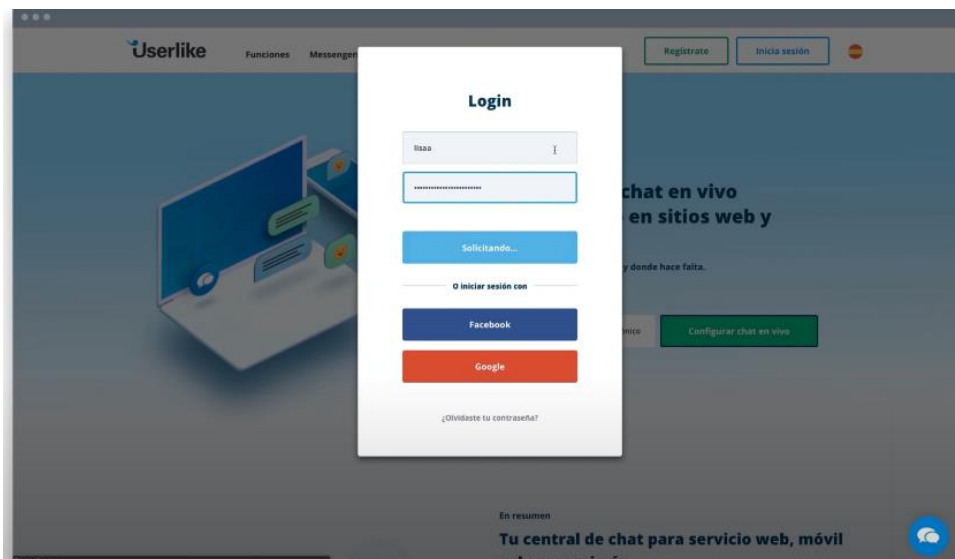 Userlike
Funciones Messenger
Regístrate
Inicia sesión
Login
lisaa
Solicitando...
O iniciar sesión con
Facebook
Google
¿Olvidaste tu contraseña?
chat en vivo
en sitios web y
y donde hace falta.
Configurar chat en vivo
En resumen
Tu central de chat para servicio web, móvil